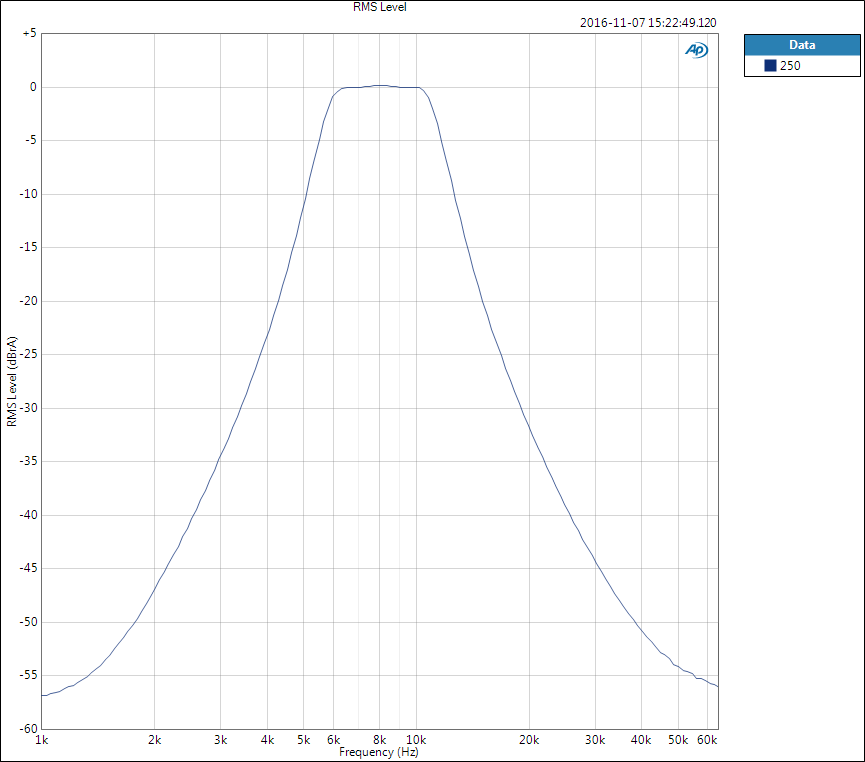 RMS Level
2016-11-07 15:22:49.120
+5
0
-5
-10
-15
-20
-25
-30
-35
-40
-45
-50
-55
-60
RMS Level (dBrA)
AP
1k 2k 3k 4k 5k 6k 8k 10k 20k 30k 40k 50k 60k
Frequency (Hz)
Data
250